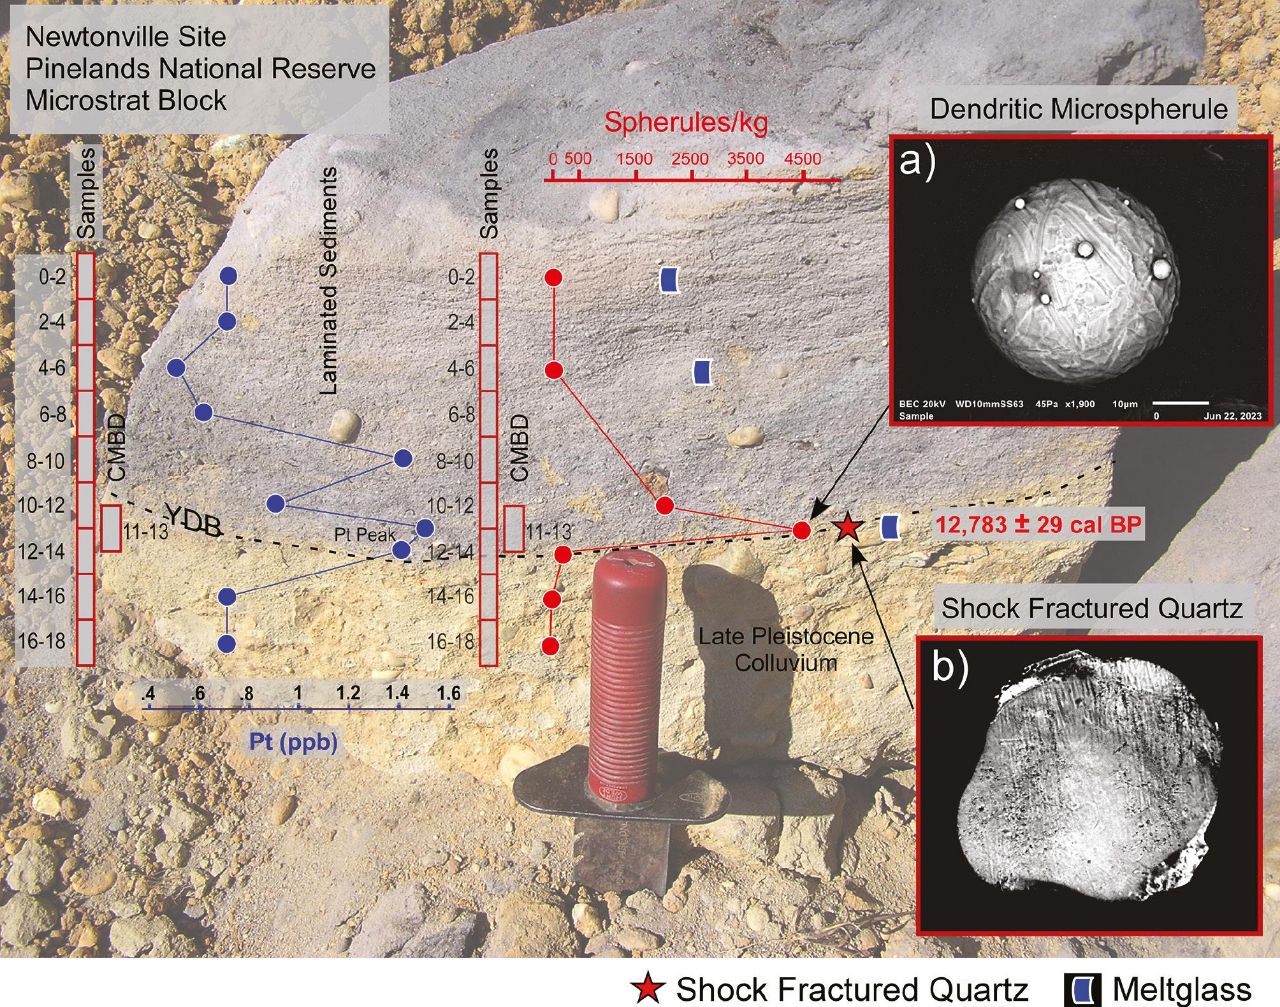 Newtonville Site
Pinelands National Reserve
Microstrat Block
Samples
0-2
2-4
4-6
6-8
8-10
10-12
12-14
14-16
16-18
CMBD
11-13
YDB
Laminated Sediments
Pt Peak
.4 .6 .8 1 1.2 1.4 1.6
Pt (ppb)
Samples
0-2
2-4
4-6
6-8
8-10
10-12
12-14
14-16
16-18
CMBD
11-13
Spherules/kg
0 500 1500 2500 3500 4500
Late Pleistocene
Colluvium
12,783 ± 29 cal BP
Dendritic Microspherule
a)
BEC 20kV WD10mmSS63 45Pa x1,900 10µm
Sample 0 Jun 22, 2023
Shock Fractured Quartz
b)
Shock Fractured Quartz
Meltglass